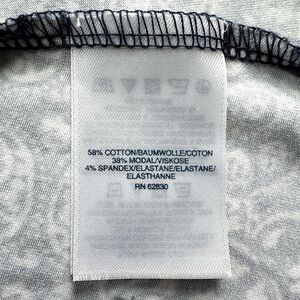 58% COTTON/BAUMWOLLE/COTON
38% MODAL/VISKOSE
4% SPANDEX/ELASTANE/ELASTANE/
ELASTHANNE
RN 62830